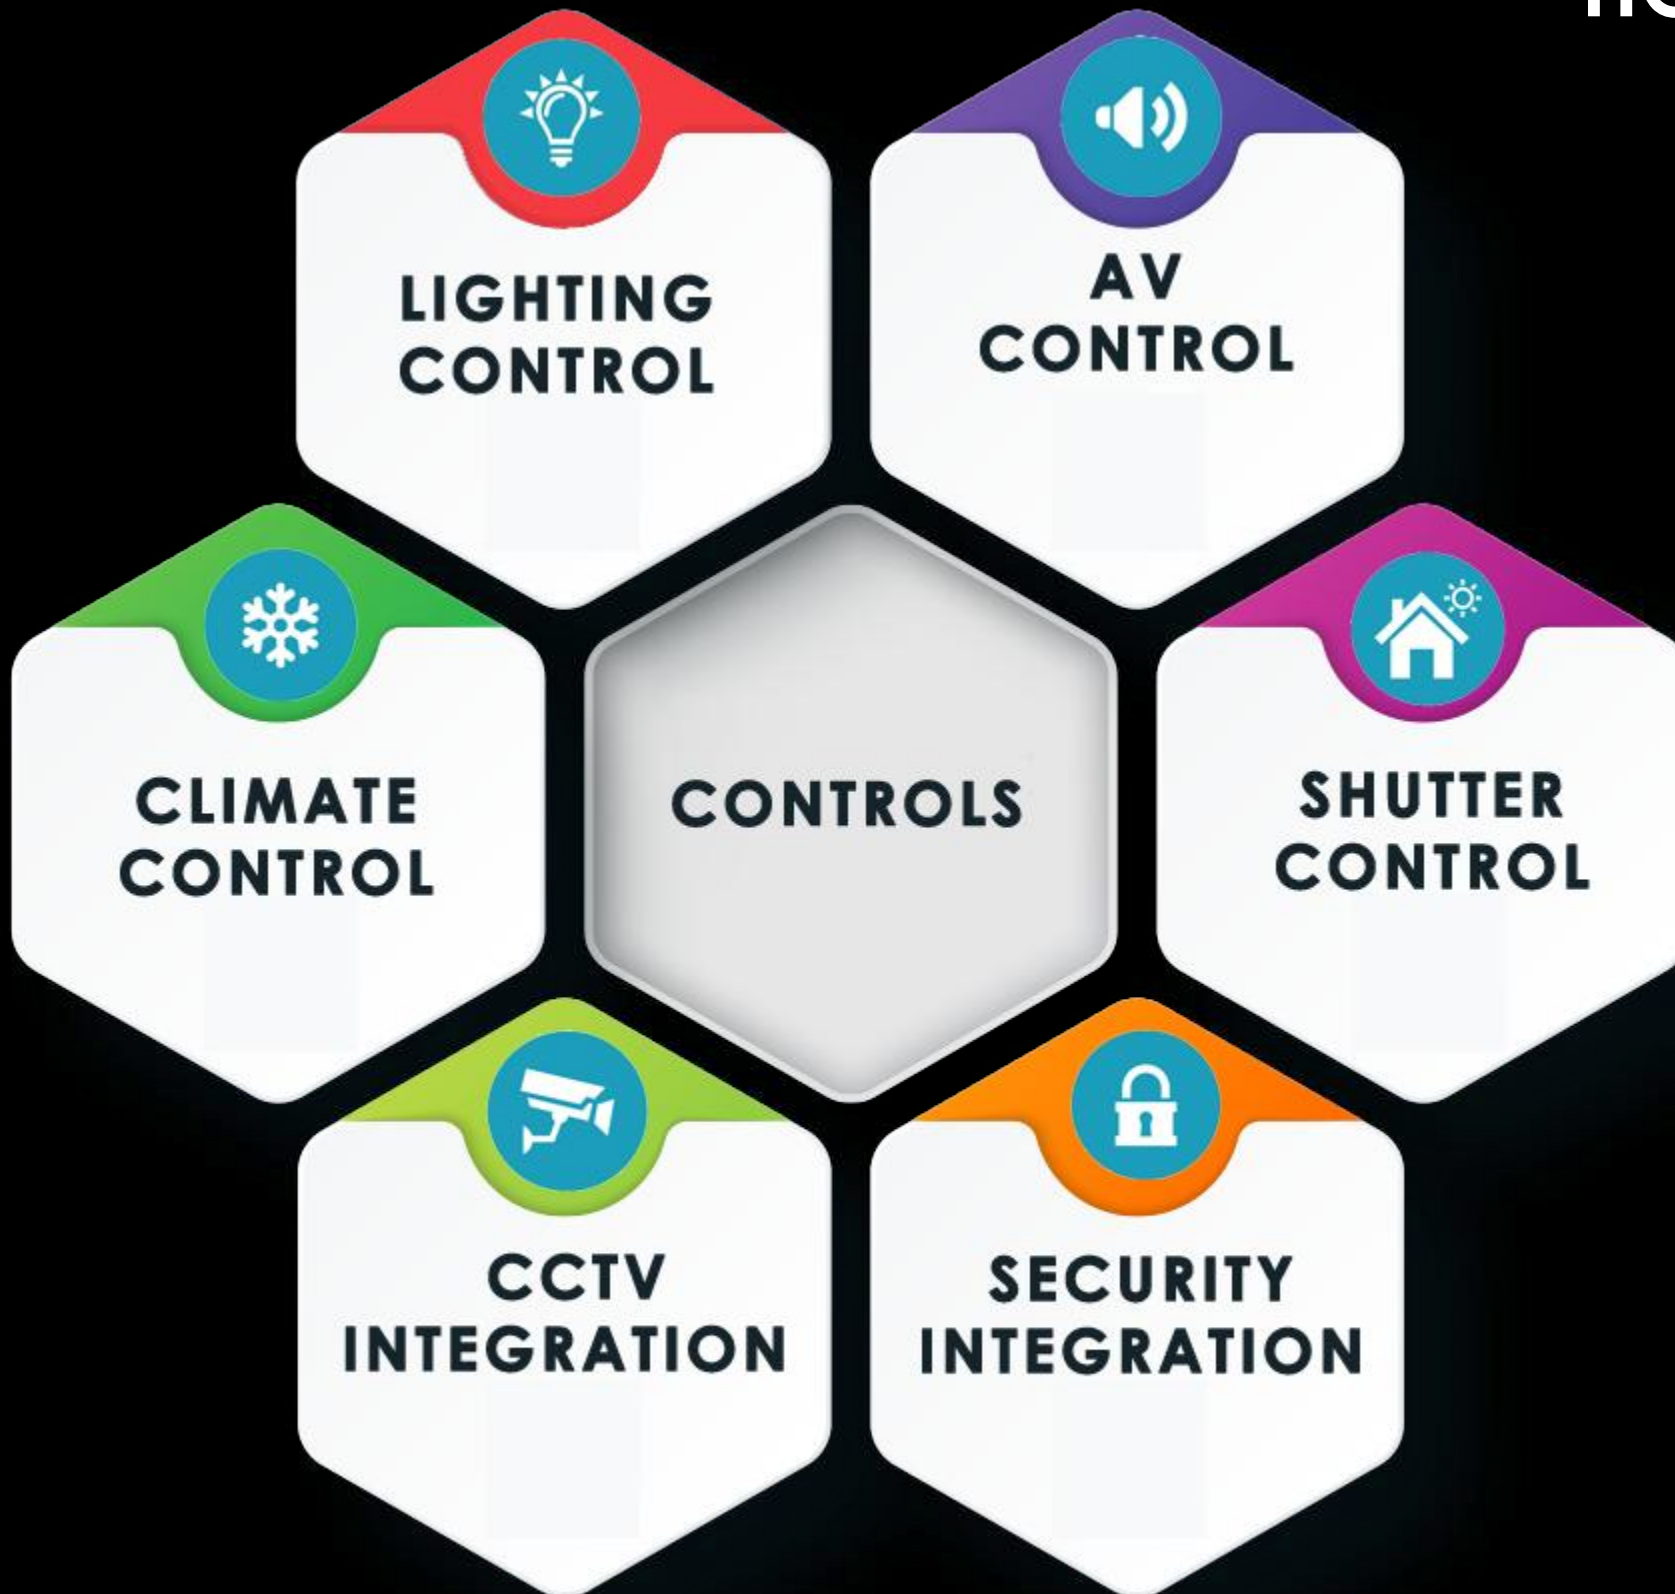 LIGHTING
CONTROL
AV
CONTROL
CLIMATE
CONTROL
CONTROLS
SHUTTER
CONTROL
CCTV
INTEGRATION
SECURITY
INTEGRATION